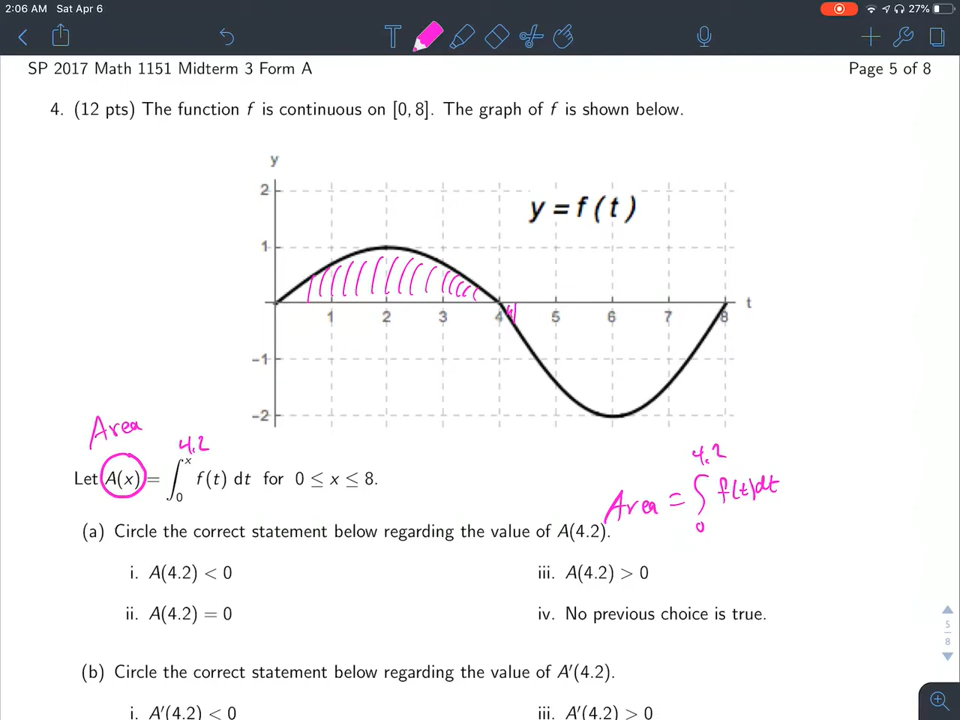 2:06 AM Sat Apr 6 27%
SP 2017 Math 1151 Midterm 3 Form A Page 5 of 8
4. (12 pts) The function f is continuous on [0, 8]. The graph of f is shown below.
y
2
y = f ( t )
1
t
1 2 3 4 5 6 7 8
−1
−2
Area
4.2
4.2
Let A(x) = ∫₀ˣ f(t) dt for 0 ≤ x ≤ 8.
Area = ∫ f(t)dt
0
(a) Circle the correct statement below regarding the value of A(4.2).
i. A(4.2) < 0 iii. A(4.2) > 0
ii. A(4.2) = 0 iv. No previous choice is true.
5
8
(b) Circle the correct statement below regarding the value of A′(4.2).
i. A′(4.2) < 0 iii. A′(4.2) > 0